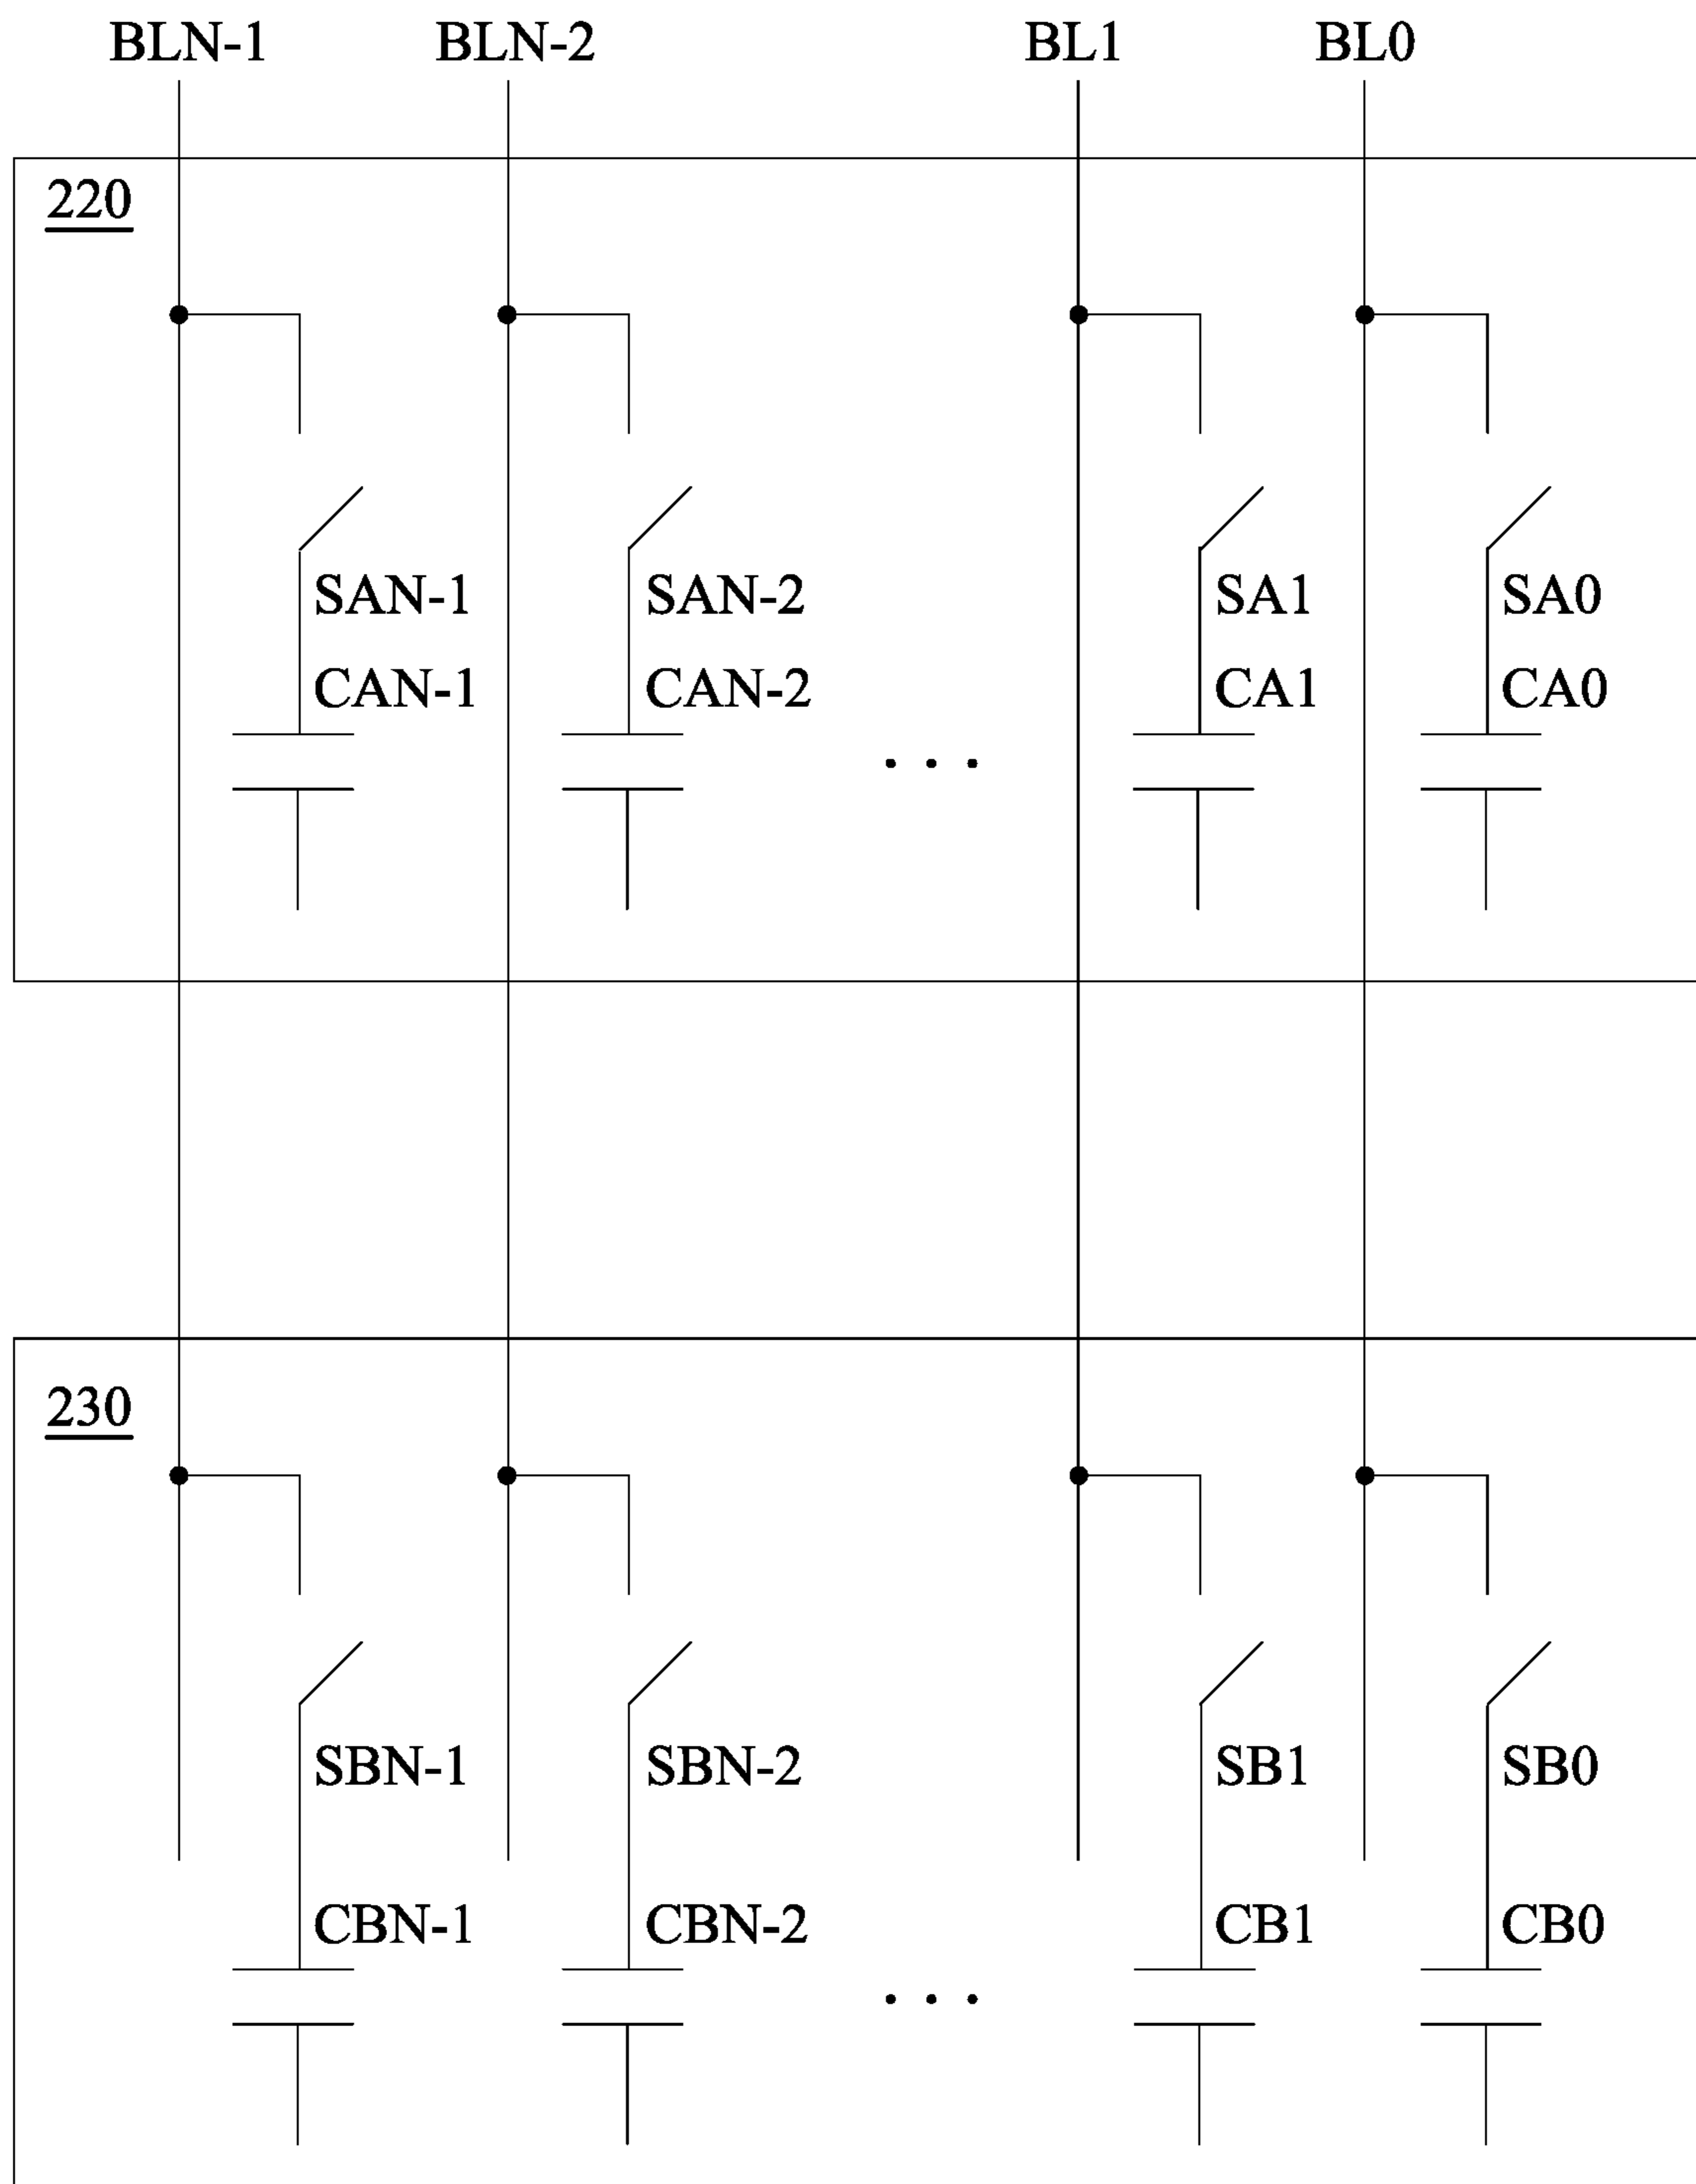 BLN-1 BLN-2 BL1 BL0
220
SAN-1 SAN-2 SA1 SA0
CAN-1 CAN-2 CA1 CA0
. . .
230
SBN-1 SBN-2 SB1 SB0
CBN-1 CBN-2 CB1 CB0
. . .